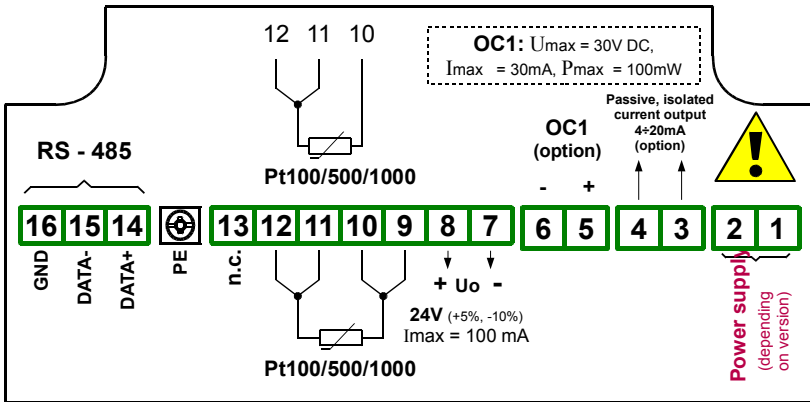 12 11 10
OC1: Umax = 30V DC,
Imax = 30mA, Pmax = 100mW
Passive, isolated
current output
4÷20mA
(option)
OC1
(option)
- +
!
RS - 485
Pt100/500/1000
16 15 14 13 12 11 10 9 8 7 6 5 4 3 2 1
GND
DATA-
DATA+
PE
n.c.
+ Uo -
24V (+5%, -10%)
Imax = 100 mA
Pt100/500/1000
Power supply
(depending
on version)